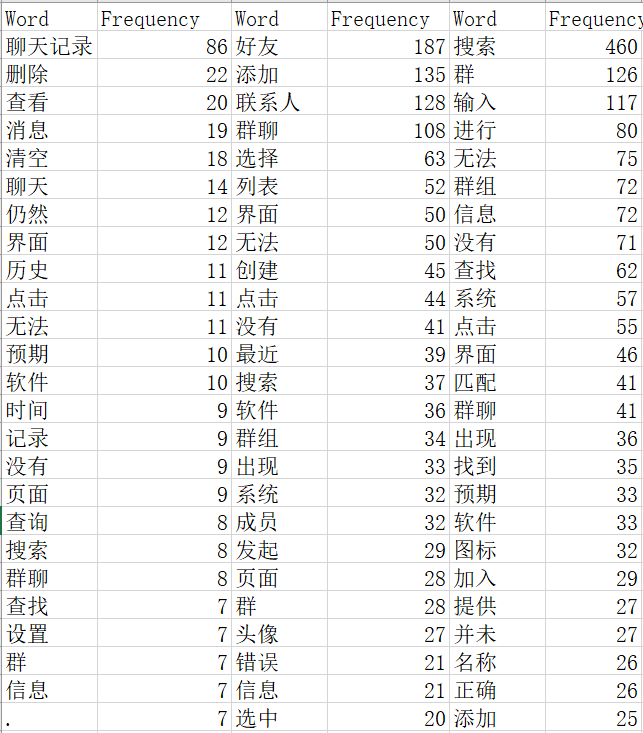 Word Frequency Word Frequency Word Frequency
聊天记录 86 好友 187 搜索 460
删除 22 添加 135 群 126
查看 20 联系人 128 输入 117
消息 19 群聊 108 进行 80
清空 18 选择 63 无法 75
聊天 14 列表 52 群组 72
仍然 12 界面 50 信息 72
界面 12 无法 50 没有 71
历史 11 创建 45 查找 62
点击 11 点击 44 系统 57
无法 11 没有 41 点击 55
预期 10 最近 39 界面 46
软件 10 搜索 37 匹配 41
时间 9 软件 36 群聊 41
记录 9 群组 34 出现 36
没有 9 出现 33 找到 35
页面 9 系统 32 预期 33
查询 8 成员 32 软件 33
搜索 8 发起 29 图标 32
群聊 8 页面 28 加入 29
查找 7 群 28 提供 27
设置 7 头像 27 并未 27
群 7 错误 21 名称 26
信息 7 信息 21 正确 26
. 7 选中 20 添加 25